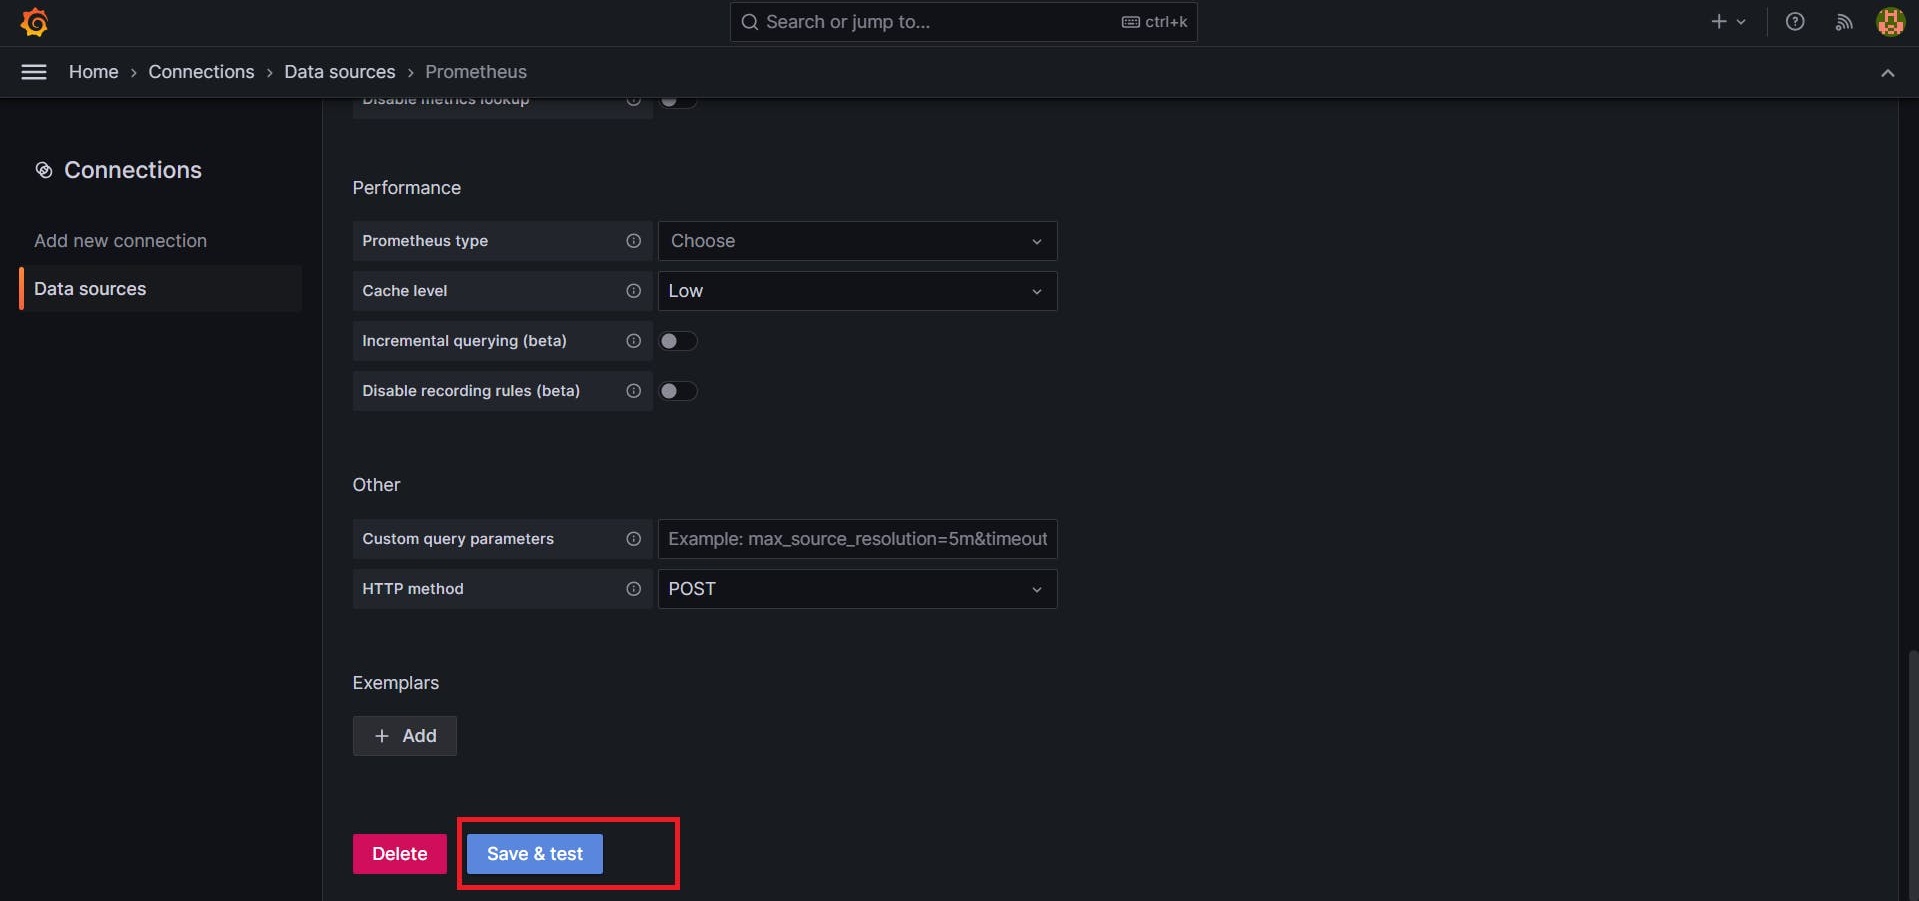 Search or jump to... ctrl+k
Home › Connections › Data sources › Prometheus
Disable metrics lookup
Connections
Add new connection
Data sources
Performance
Prometheus type Choose
Cache level Low
Incremental querying (beta)
Disable recording rules (beta)
Other
Custom query parameters Example: max_source_resolution=5m&timeout
HTTP method POST
Exemplars
+ Add
Delete Save & test